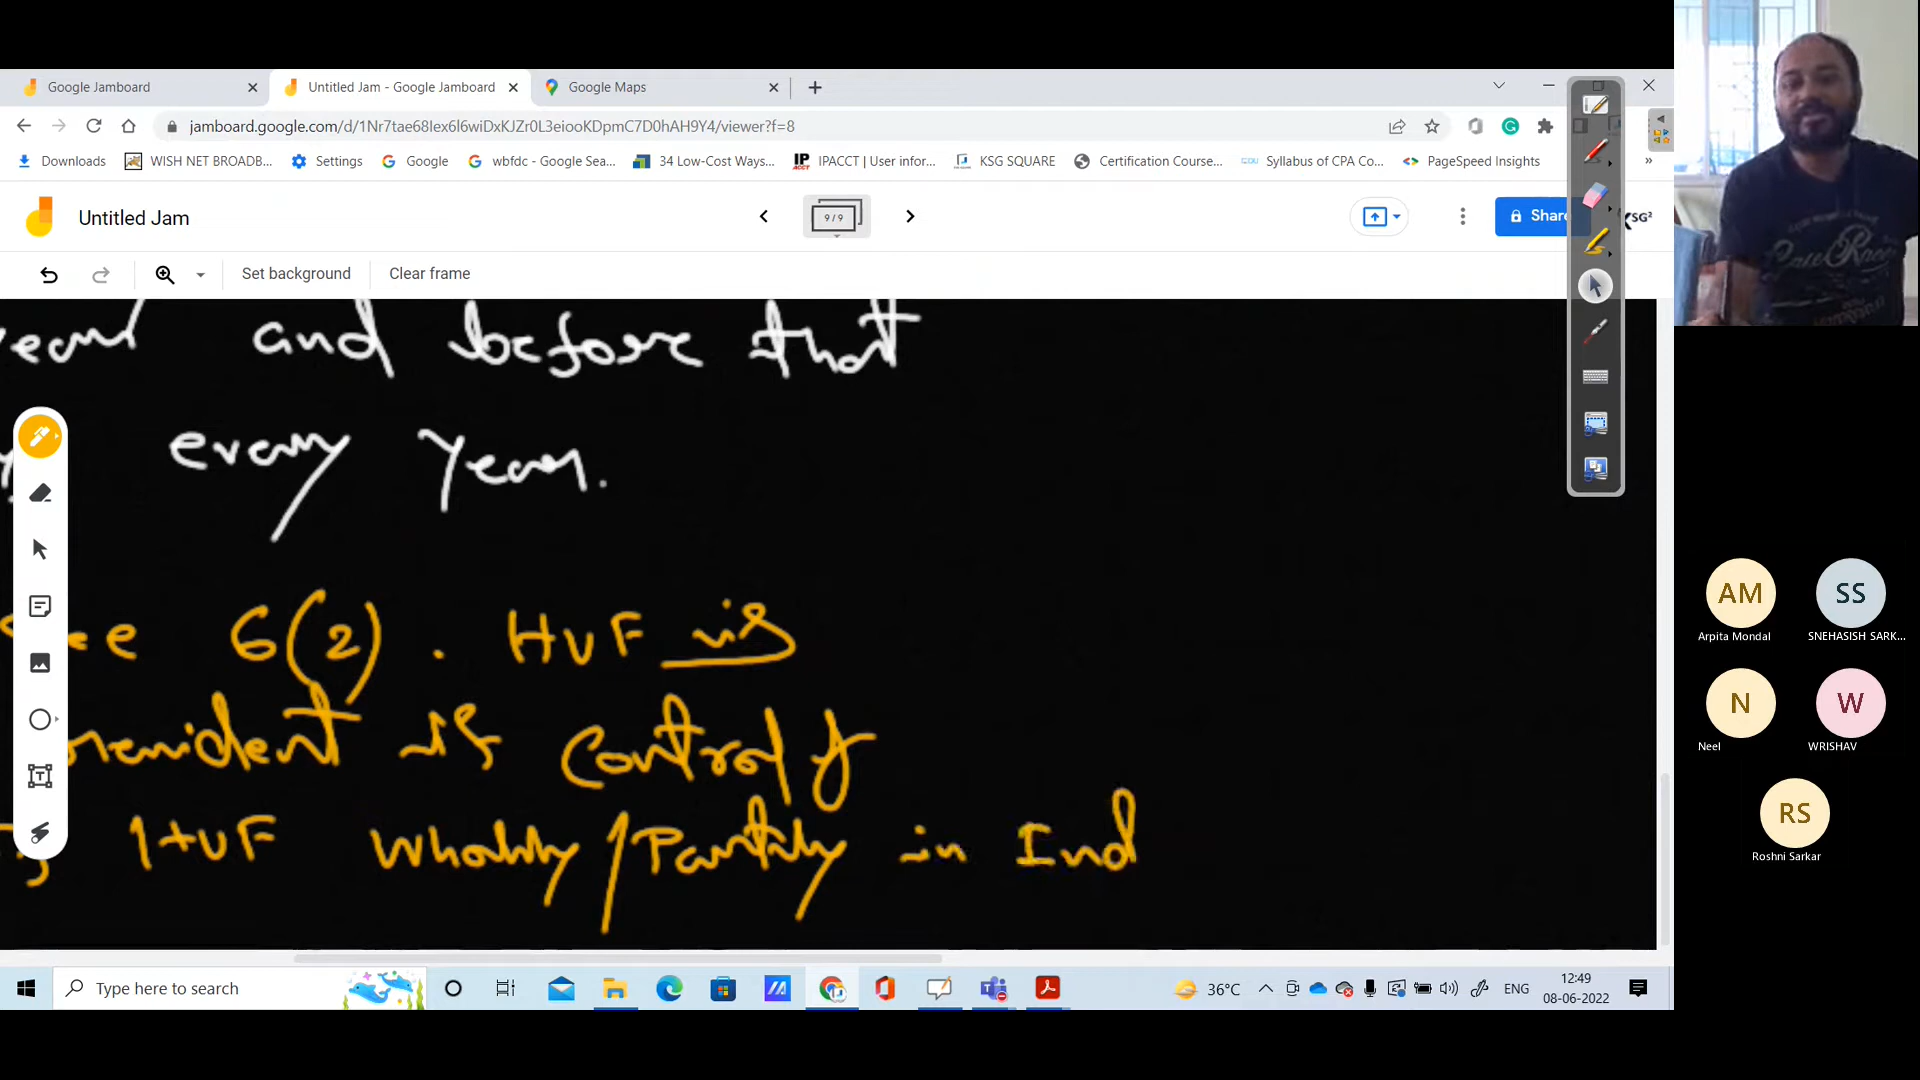 Google Jamboard
Untitled Jam - Google Jamboard
Google Maps
jamboard.google.com/d/1Nr7tae68Iex6l6wiDxKJZr0L3eiooKDpmC7D0hAH9Y4/viewer?f=8
Downloads WISH NET BROADB... Settings Google wbfdc - Google Sea... 34 Low-Cost Ways... IPACCT | User infor... KSG SQUARE Certification Course... Syllabus of CPA Co... PageSpeed Insights »
Untitled Jam
9 / 9
Share
KSG²
Set background Clear frame
and before that
every year.
6(2). HUF is
resident is control of
HUF wholly/Partly in Ind
AM
Arpita Mondal
SS
SNEHASISH SARK...
N
Neel
W
WRISHAV
RS
Roshni Sarkar
Type here to search
36°C
ENG
12:49
08-06-2022